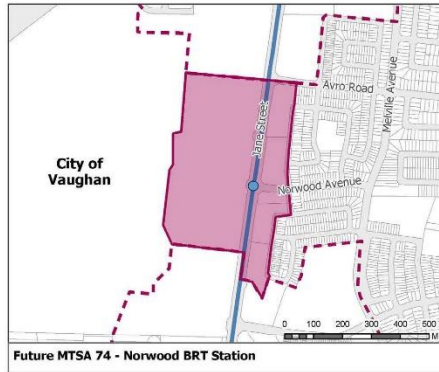 Avro Road
Melville Avenue
Jane Street
City of
Vaughan
Norwood Avenue
0 100 200 300 400 500
M
Future MTSA 74 - Norwood BRT Station